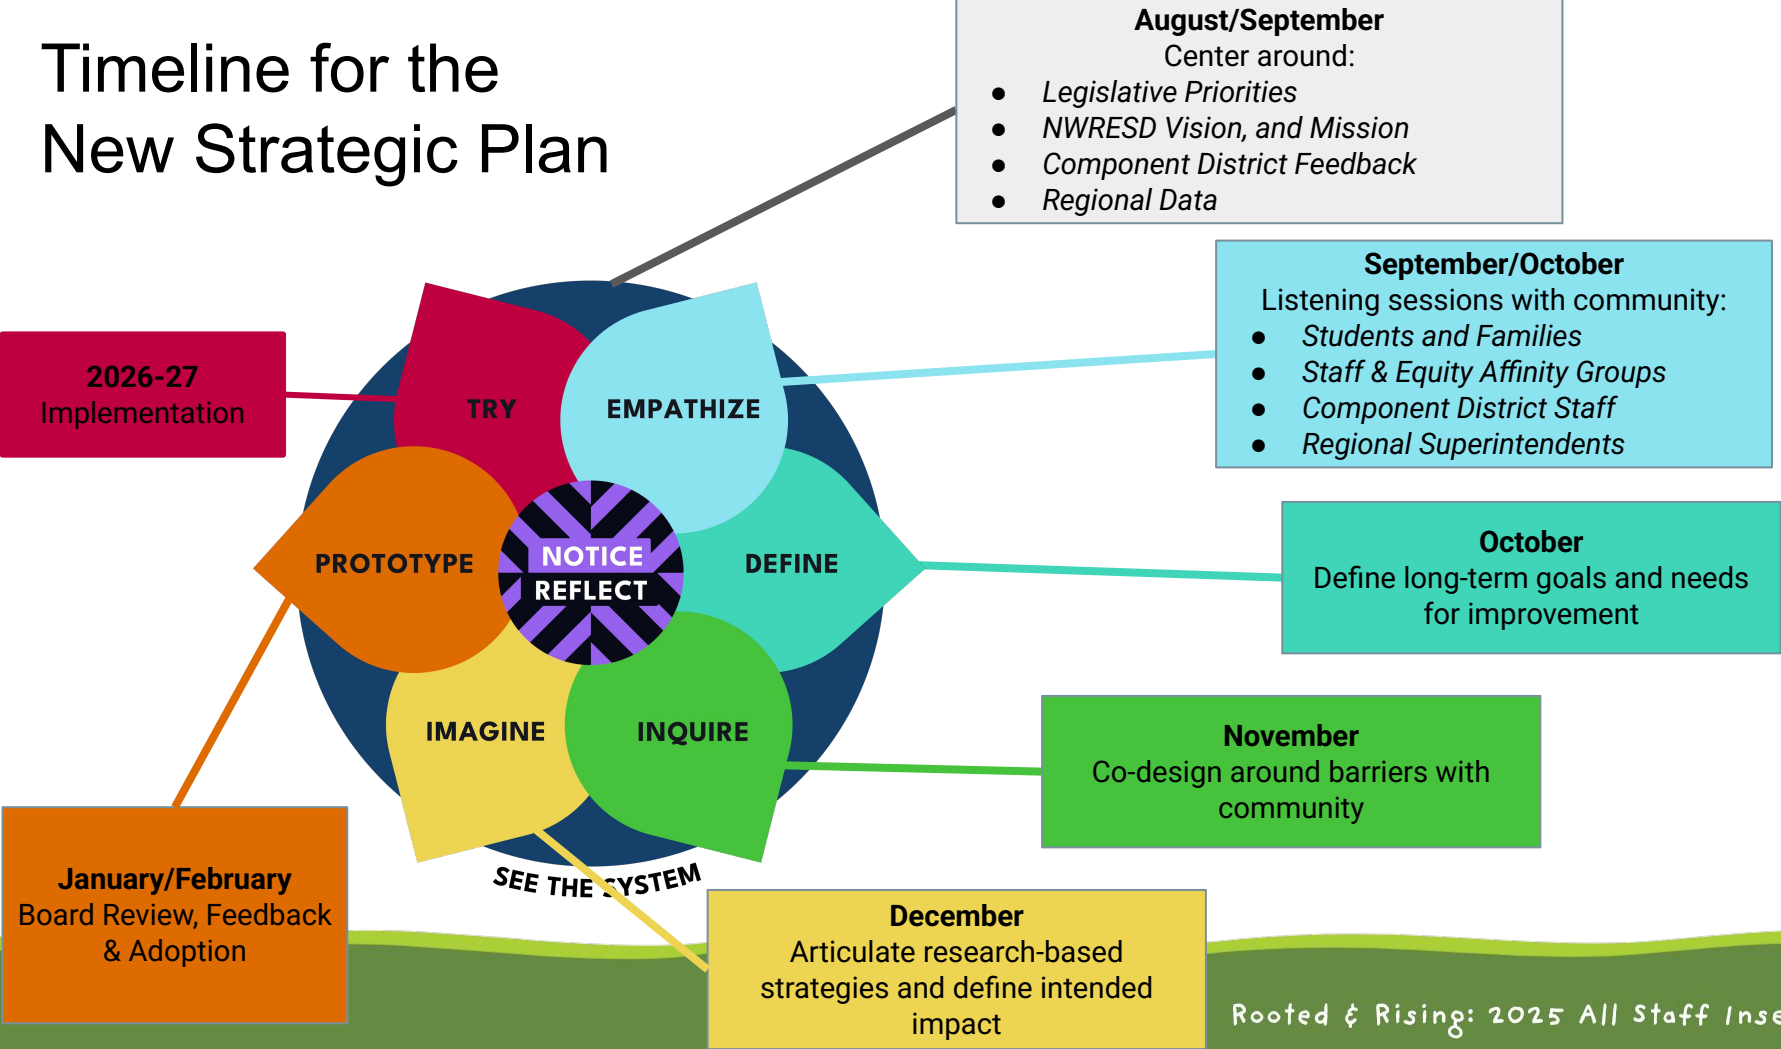 Timeline for the
New Strategic Plan
August/September
Center around:
● Legislative Priorities
● NWRESD Vision, and Mission
● Component District Feedback
● Regional Data
September/October
Listening sessions with community:
● Students and Families
● Staff & Equity Affinity Groups
● Component District Staff
● Regional Superintendents
2026-27
Implementation
TRY
EMPATHIZE
PROTOTYPE
NOTICE
REFLECT
DEFINE
October
Define long-term goals and needs
for improvement
IMAGINE
INQUIRE
November
Co-design around barriers with
community
SEE THE SYSTEM
January/February
Board Review, Feedback
& Adoption
December
Articulate research-based
strategies and define intended
impact
Rooted & Rising: 2025 All Staff